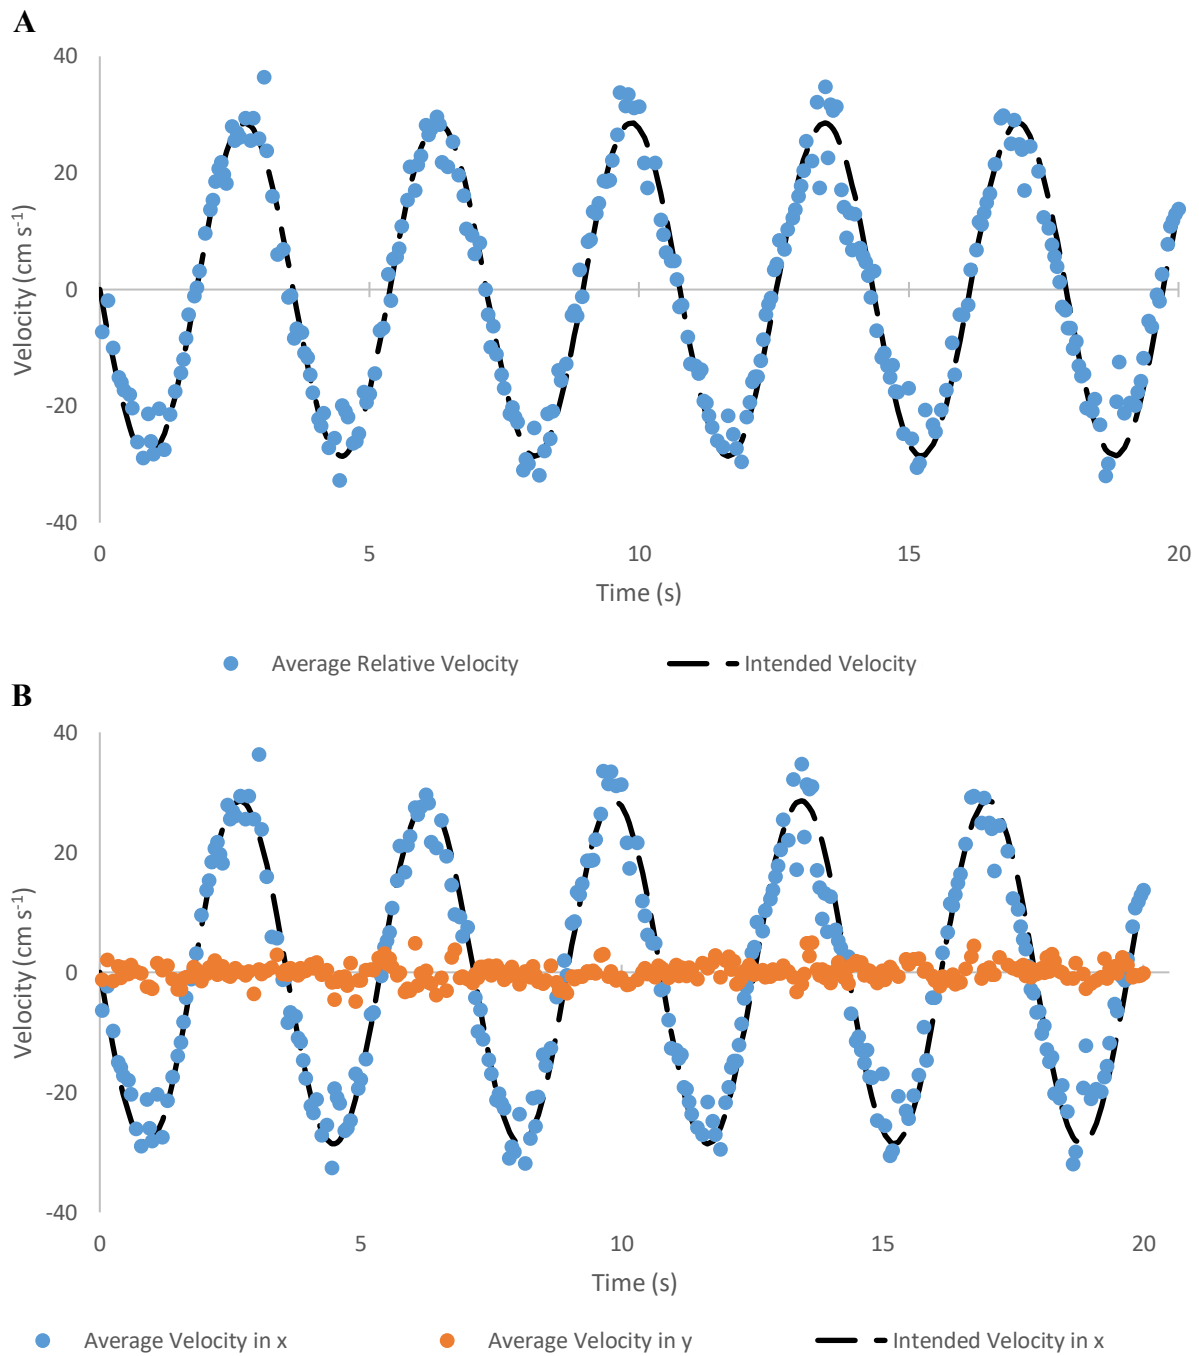 A
40
20
0
-20
-40
Velocity (cm s⁻¹)
0 5 10 15 20
Time (s)
Average Relative Velocity Intended Velocity
B
40
20
0
-20
-40
Velocity (cm s⁻¹)
0 5 10 15 20
Time (s)
Average Velocity in x Average Velocity in y Intended Velocity in x